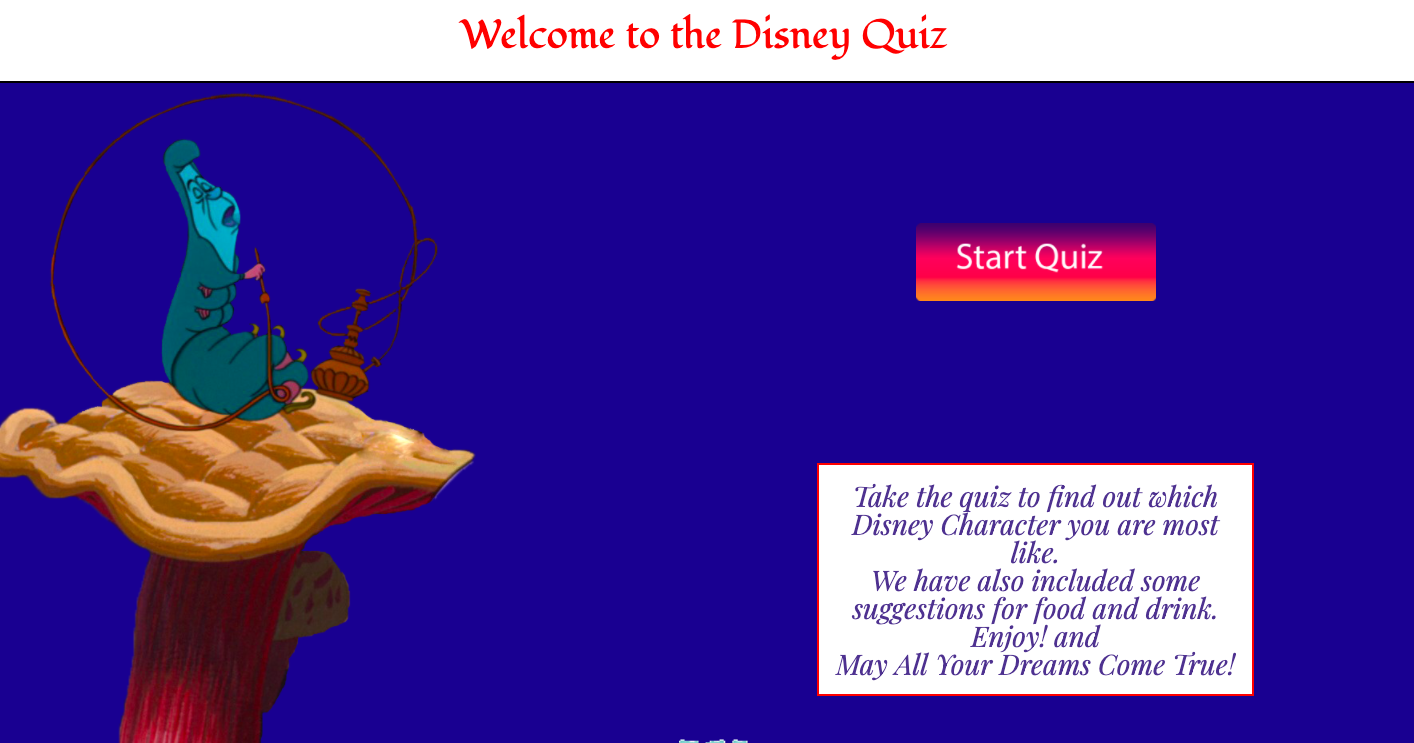 Welcome to the Disney Quiz
Start Quiz
Take the quiz to find out which
Disney Character you are most
like.
We have also included some
suggestions for food and drink.
Enjoy! and
May All Your Dreams Come True!